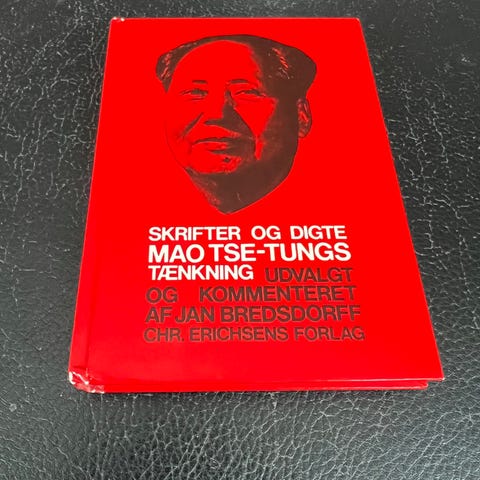 SKRIFTER OG DIGTE
MAO TSE-TUNGS
TÆNKNING UDVALGT
OG KOMMENTERET
AF JAN BREDSDORFF
CHR. ERICHSENS FORLAG